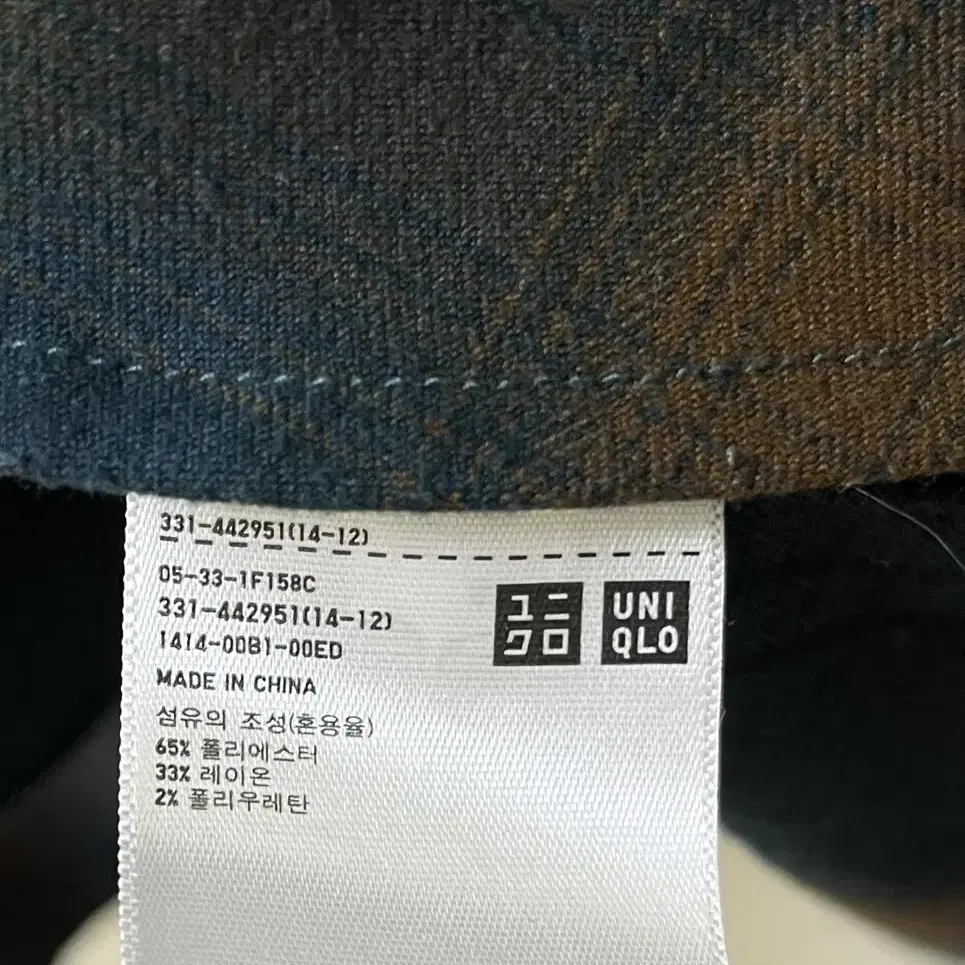 331-442951(14-12)
05-33-1F158C
331-442951(14-12)
1414-00B1-00ED
MADE IN CHINA
섬유의 조성(혼용율)
65% 폴리에스터
33% 레이온
2% 폴리우레탄
ユニ
クロ
UNI
QLO